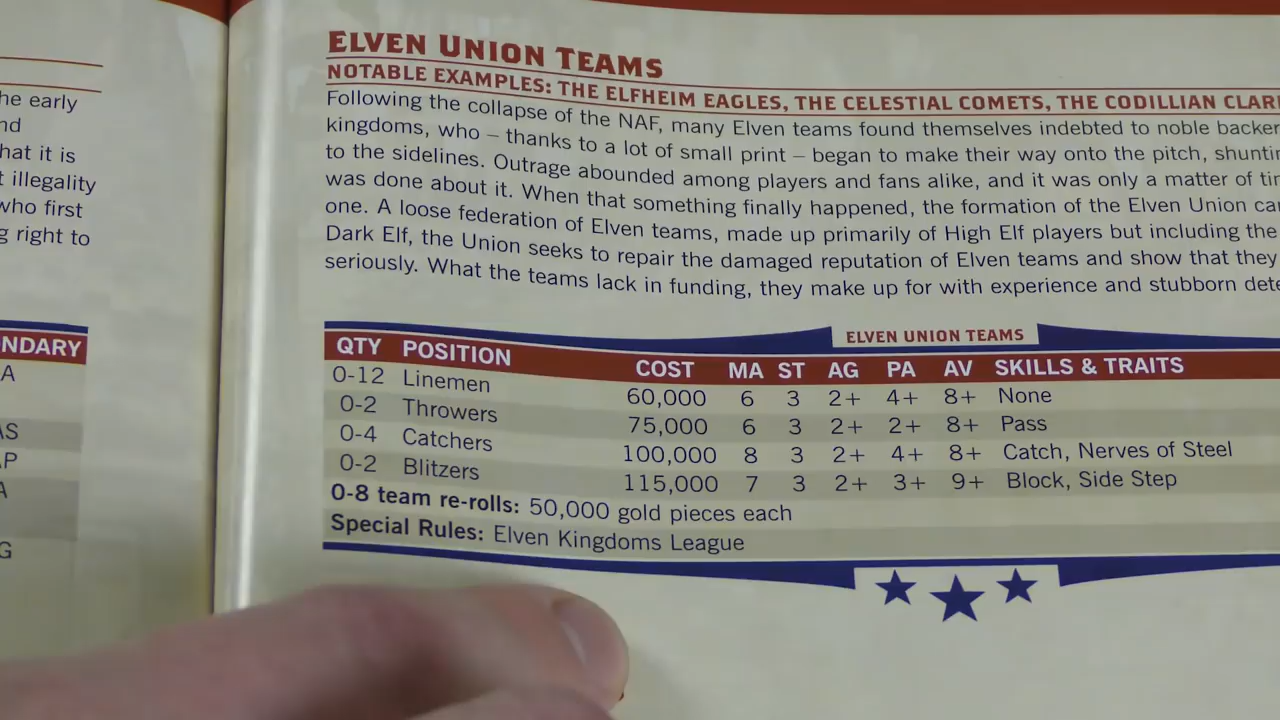 he early
nd
hat it is
illegality
who first
g right to
NDARY
A
AS
P
A
G
ELVEN UNION TEAMS
NOTABLE EXAMPLES: THE ELFHEIM EAGLES, THE CELESTIAL COMETS, THE CODILLIAN CLAR
Following the collapse of the NAF, many Elven teams found themselves indebted to noble backer
kingdoms, who – thanks to a lot of small print – began to make their way onto the pitch, shuntin
to the sidelines. Outrage abounded among players and fans alike, and it was only a matter of tim
was done about it. When that something finally happened, the formation of the Elven Union ca
one. A loose federation of Elven teams, made up primarily of High Elf players but including the
Dark Elf, the Union seeks to repair the damaged reputation of Elven teams and show that they
seriously. What the teams lack in funding, they make up for with experience and stubborn dete
ELVEN UNION TEAMS
QTY POSITION COST MA ST AG PA AV SKILLS & TRAITS
0-12 Linemen 60,000 6 3 2+ 4+ 8+ None
0-2 Throwers 75,000 6 3 2+ 2+ 8+ Pass
0-4 Catchers 100,000 8 3 2+ 4+ 8+ Catch, Nerves of Steel
0-2 Blitzers 115,000 7 3 2+ 3+ 9+ Block, Side Step
0-8 team re-rolls: 50,000 gold pieces each
Special Rules: Elven Kingdoms League